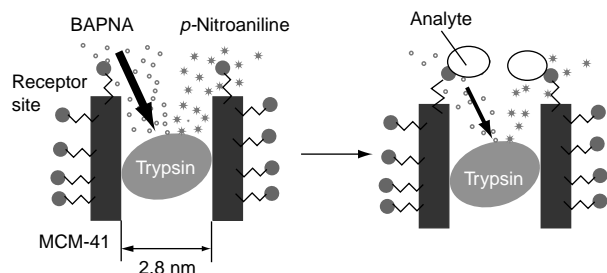 BAPNA
p-Nitroaniline
Receptor
site
Trypsin
MCM-41
2.8 nm
Analyte
Trypsin